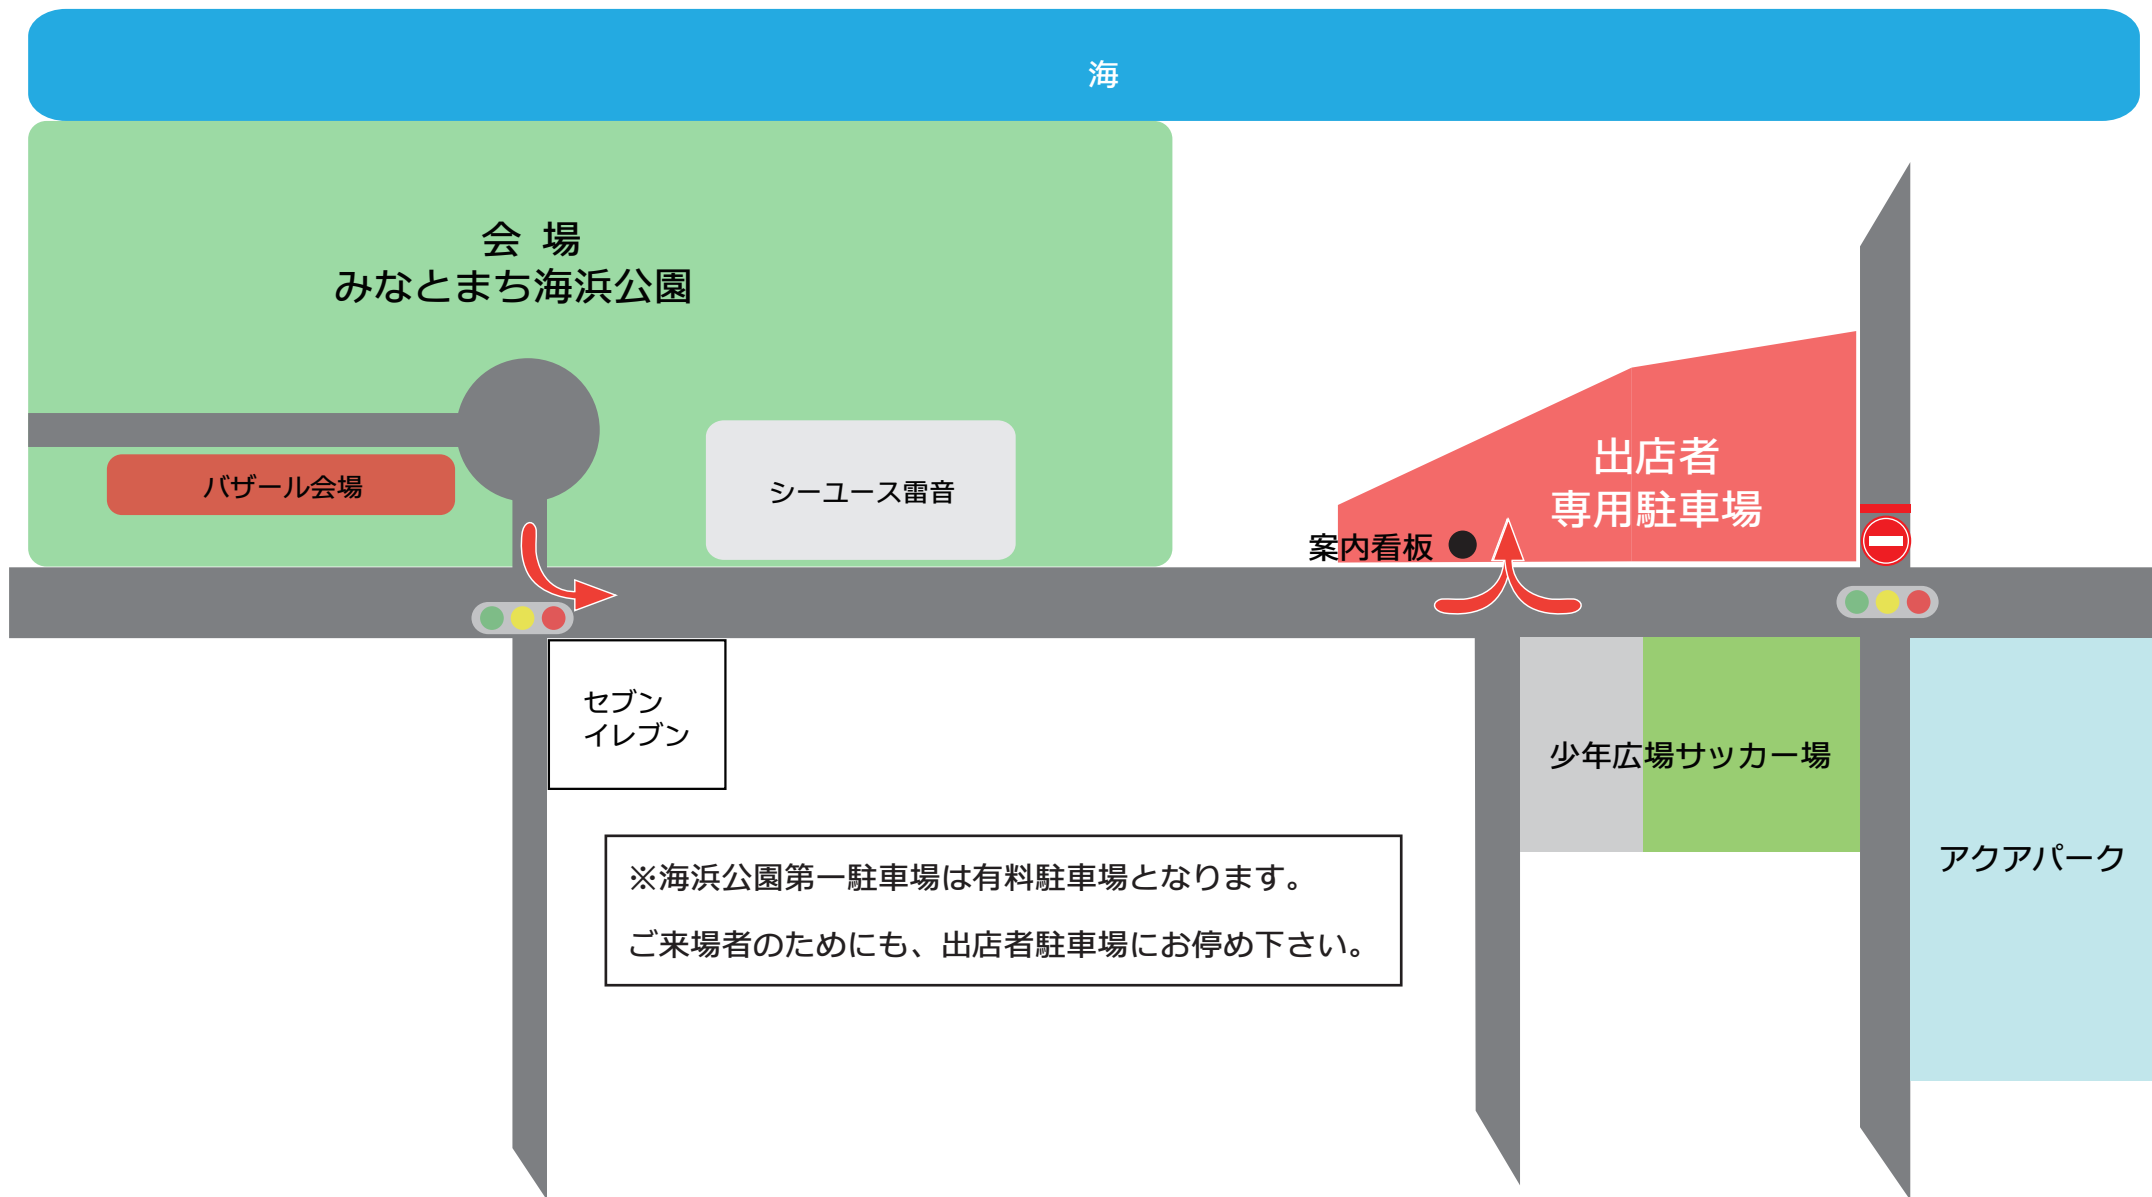 海
会 場
みなとまち海浜公園
バザール会場
シーユース雷音
出店者
専用駐車場
案内看板
セブン
イレブン
少年広場サッカー場
アクアパーク
※海浜公園第一駐車場は有料駐車場となります。
ご来場者のためにも、出店者駐車場にお停め下さい。